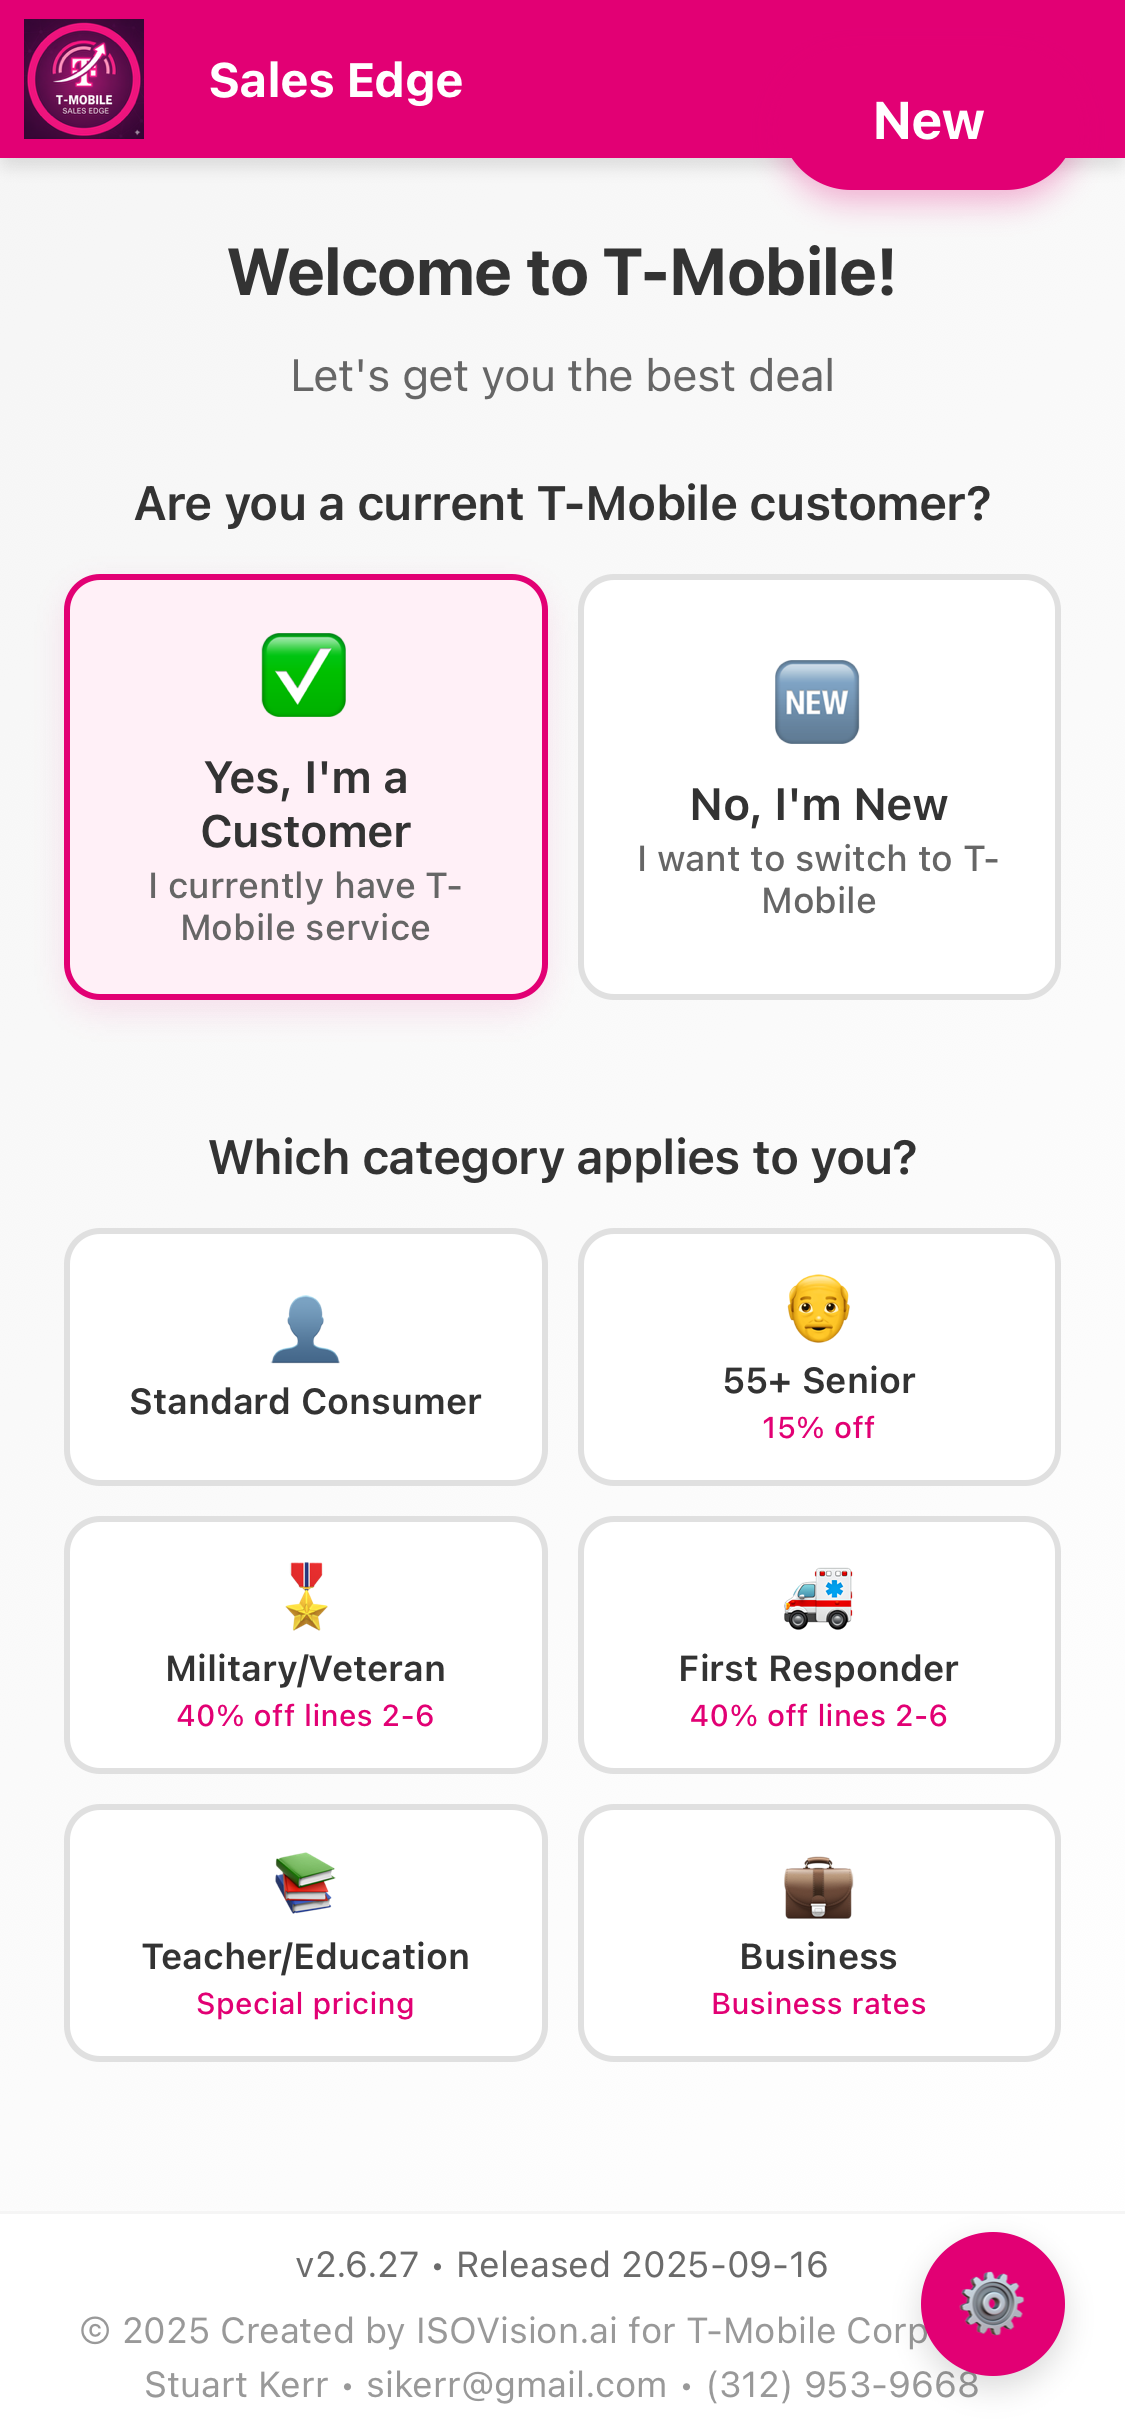 T-MOBILE
SALES EDGE
Sales Edge
New
Welcome to T-Mobile!
Let's get you the best deal
Are you a current T-Mobile customer?
Yes, I'm a
Customer
I currently have T-
Mobile service
NEW
No, I'm New
I want to switch to T-
Mobile
Which category applies to you?
Standard Consumer
55+ Senior
15% off
Military/Veteran
40% off lines 2-6
First Responder
40% off lines 2-6
Teacher/Education
Special pricing
Business
Business rates
v2.6.27 • Released 2025-09-16
© 2025 Created by ISOVision.ai for T-Mobile Corp
Stuart Kerr • sikerr@gmail.com • (312) 953-9668